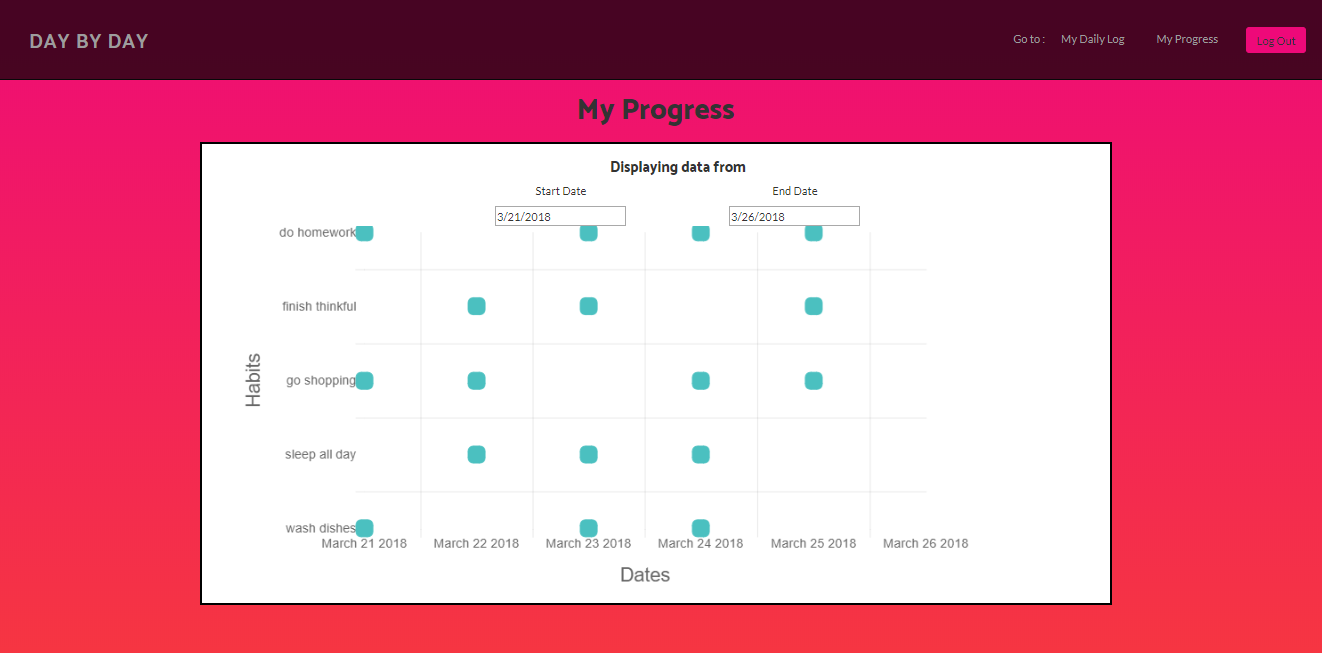 DAY BY DAY
Go to : My Daily Log My Progress Log Out
My Progress
Displaying data from
Start Date End Date
3/21/2018 3/26/2018
do homework
finish thinkful
go shopping
sleep all day
wash dishes
Habits
March 21 2018 March 22 2018 March 23 2018 March 24 2018 March 25 2018 March 26 2018
Dates